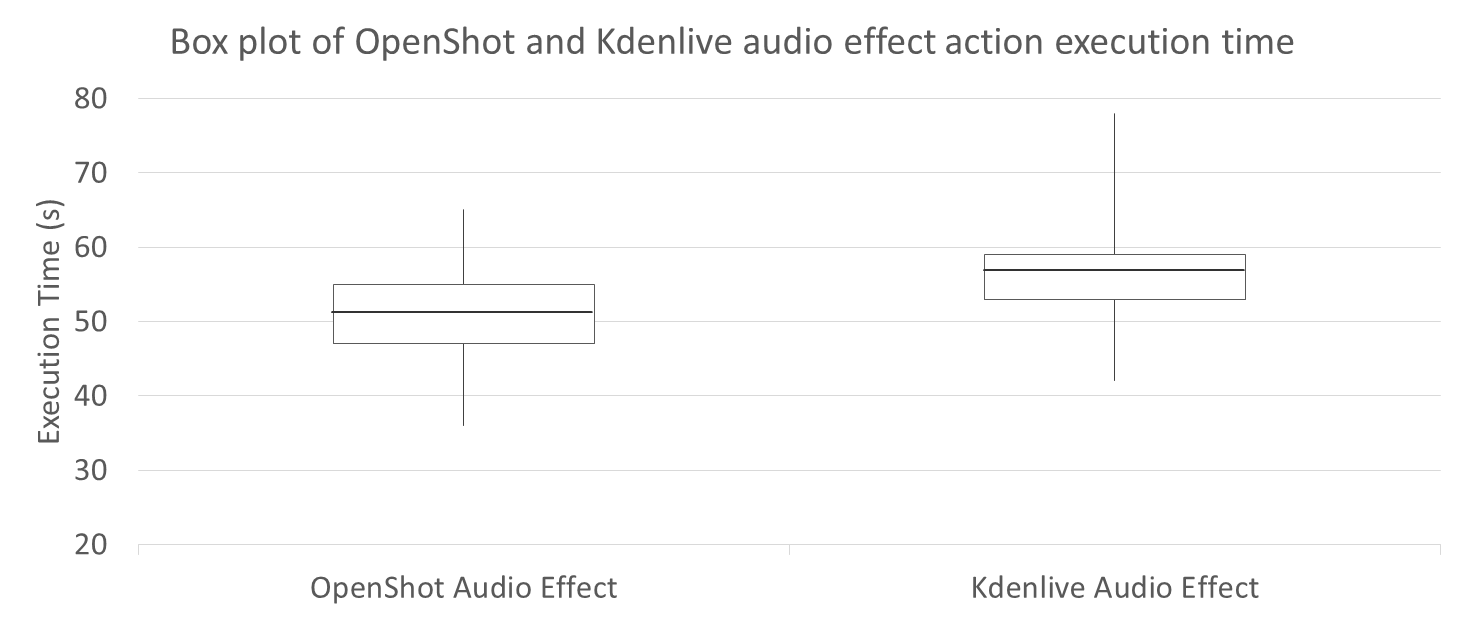 Box plot of OpenShot and Kdenlive audio effect action execution time
80
70
60
50
40
30
20
Execution Time (s)
OpenShot Audio Effect
Kdenlive Audio Effect